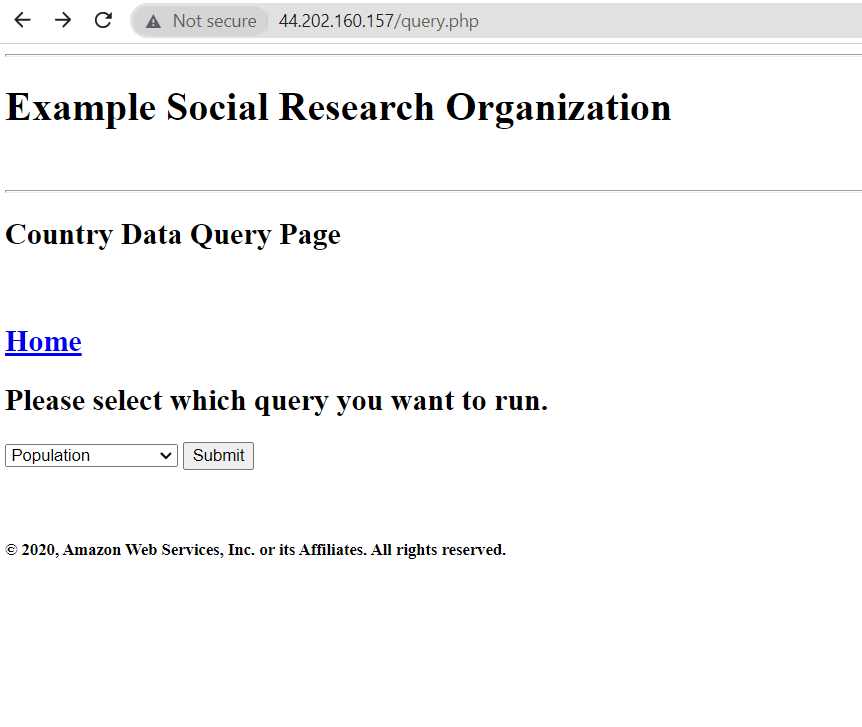 Not secure 44.202.160.157/query.php
Example Social Research Organization
Country Data Query Page
Home
Please select which query you want to run.
Population Submit
© 2020, Amazon Web Services, Inc. or its Affiliates. All rights reserved.